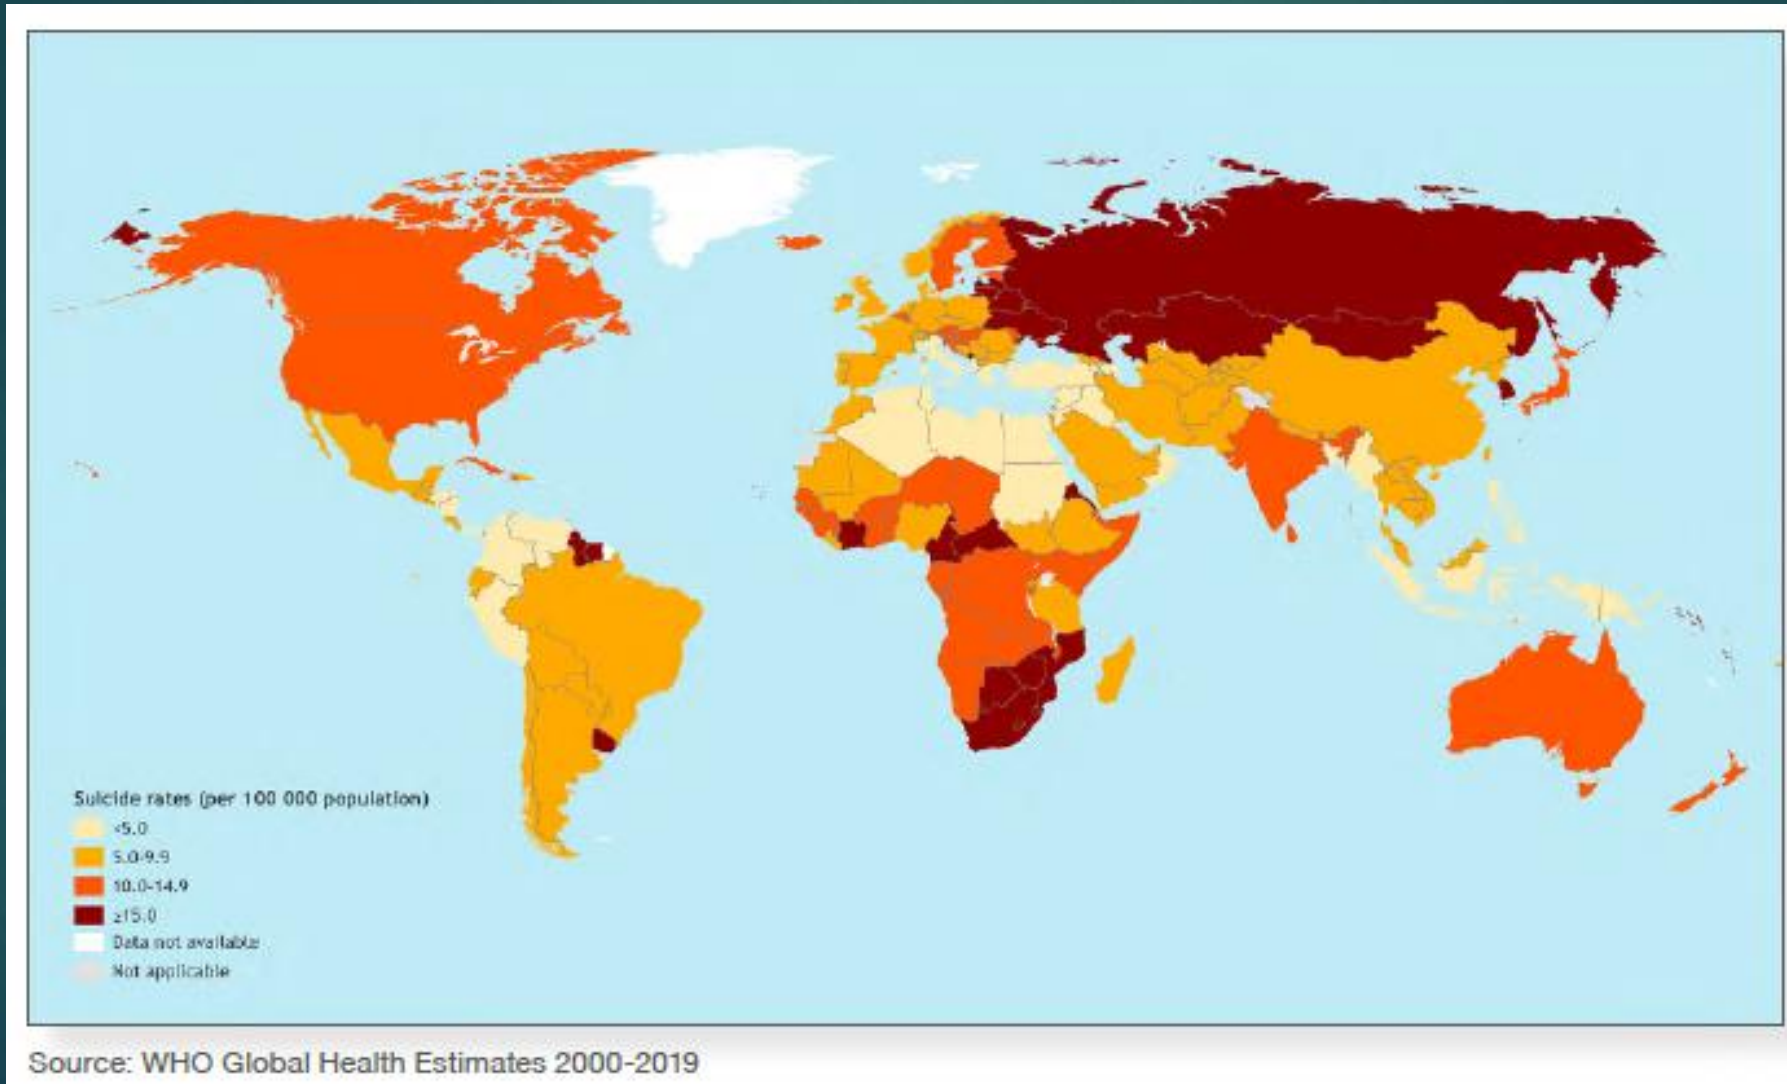 Suicide rates (per 100 000 population)
<5.0
5.0-9.9
10.0-14.9
≥15.0
Data not available
Not applicable
Source: WHO Global Health Estimates 2000-2019